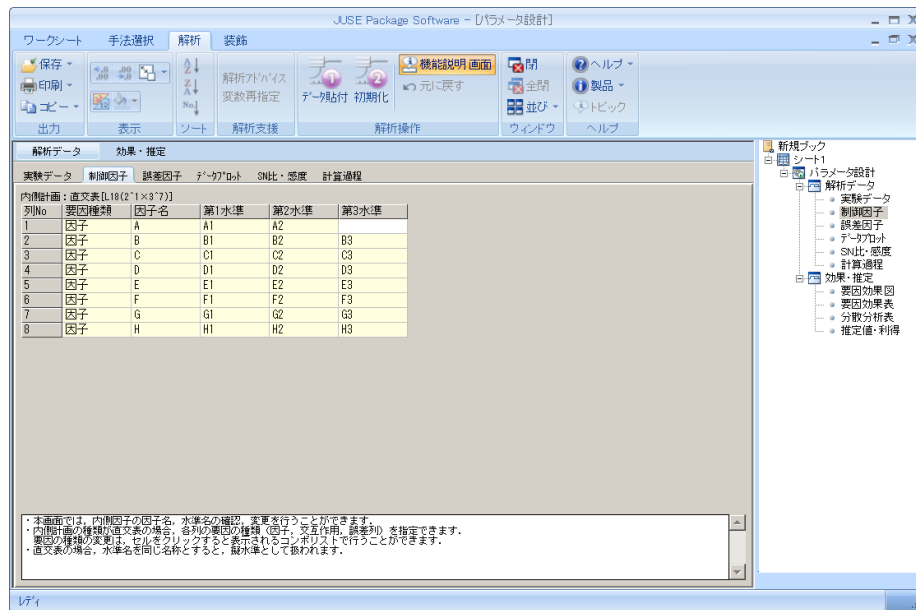 JUSE Package Software - [パラメータ設計]
ワークシート 手法選択 解析 装飾
保存
印刷
コピー
出力
表示
No.
ソート
解析アドバイス
変数再指定
解析支援
データ貼付 初期化
機能説明画面
元に戻す
解析操作
閉
全閉
並び
ウィンドウ
ヘルプ
製品
トピック
ヘルプ
解析データ 効果・推定
実験データ 制御因子 誤差因子 データプロット SN比・感度 計算過程
内側計画:直交表[L18(2^1×3^7)]
列No 要因種類 因子名 第1水準 第2水準 第3水準
1 因子 A A1 A2
2 因子 B B1 B2 B3
3 因子 C C1 C2 C3
4 因子 D D1 D2 D3
5 因子 E E1 E2 E3
6 因子 F F1 F2 F3
7 因子 G G1 G2 G3
8 因子 H H1 H2 H3
・本画面では,内側因子の因子名,水準名の確認,変更を行うことができます.
・内側計画の種類が直交表の場合,各列の要因の種類(因子,交互作用,誤差列)を指定できます.
要因の種類の変更は,セルをクリックすると表示されるコンボリストで行うことができます.
・直交表の場合,水準名を同じ名称とすると,擬水準として扱われます.
新規ブック
シート1
パラメータ設計
解析データ
実験データ
制御因子
誤差因子
データプロット
SN比・感度
計算過程
効果・推定
要因効果図
要因効果表
分散分析表
推定値・利得
レディ